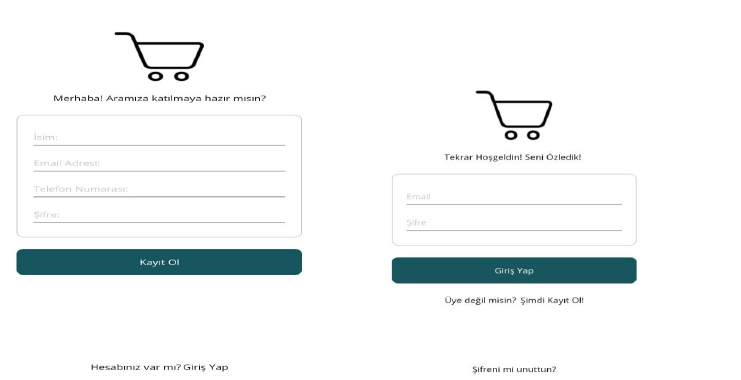 Merhaba! Aramıza katılmaya hazır mısın?
İsim:
Email Adresi:
Telefon Numarası:
Şifre:
Kayıt Ol
Hesabınız var mı? Giriş Yap
Tekrar Hoşgeldin! Seni Özledik!
Email
Şifre
Giriş Yap
Üye değil misin? Şimdi Kayıt Ol!
Şifreni mi unuttun?